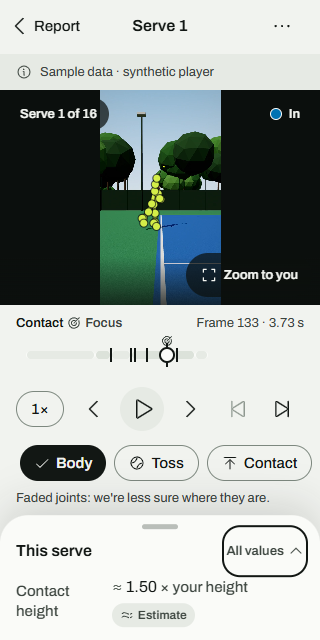 Report
Serve 1
Sample data · synthetic player
Serve 1 of 16
In
Zoom to you
Contact Focus
Frame 133 · 3.73 s
1×
Body
Toss
Contact
Faded joints: we're less sure where they are.
This serve
All values
Contact height
≈ 1.50 × your height
Estimate